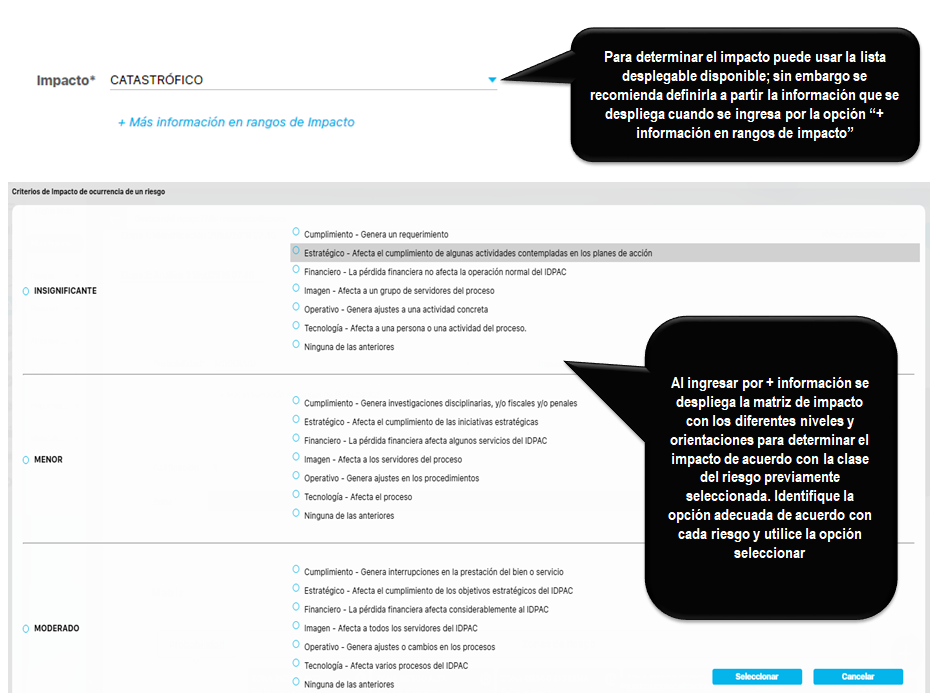 Impacto* CATASTRÓFICO
+ Más información en rangos de Impacto
Para determinar el impacto puede usar la lista
desplegable disponible; sin embargo se
recomienda definirla a partir la información que se
despliega cuando se ingresa por la opción “+
información en rangos de impacto”
Criterios de Impacto de ocurrencia de un riesgo
INSIGNIFICANTE
Cumplimiento - Genera un requerimiento
Estratégico - Afecta el cumplimiento de algunas actividades contempladas en los planes de acción
Financiero - La pérdida financiera no afecta la operación normal del IDPAC
Imagen - Afecta a un grupo de servidores del proceso
Operativo - Genera ajustes a una actividad concreta
Tecnología - Afecta a una persona o una actividad del proceso.
Ninguna de las anteriores
MENOR
Cumplimiento - Genera investigaciones disciplinarias, y/o fiscales y/o penales
Estratégico - Afecta el cumplimiento de las iniciativas estratégicas
Financiero - La pérdida financiera afecta algunos servicios del IDPAC
Imagen - Afecta a los servidores del proceso
Operativo - Genera ajustes en los procedimientos
Tecnología - Afecta el proceso
Ninguna de las anteriores
MODERADO
Cumplimiento - Genera interrupciones en la prestación del bien o servicio
Estratégico - Afecta el cumplimiento de los objetivos estratégicos del IDPAC
Financiero - La pérdida financiera afecta considerablemente al IDPAC
Imagen - Afecta a todos los servidores del IDPAC
Operativo - Genera ajustes o cambios en los procesos
Tecnología - Afecta varios procesos del IDPAC
Ninguna de las anteriores
Al ingresar por + información se
despliega la matriz de impacto
con los diferentes niveles y
orientaciones para determinar el
impacto de acuerdo con la clase
del riesgo previamente
seleccionada. Identifique la
opción adecuada de acuerdo con
cada riesgo y utilice la opción
seleccionar
Seleccionar
Cancelar